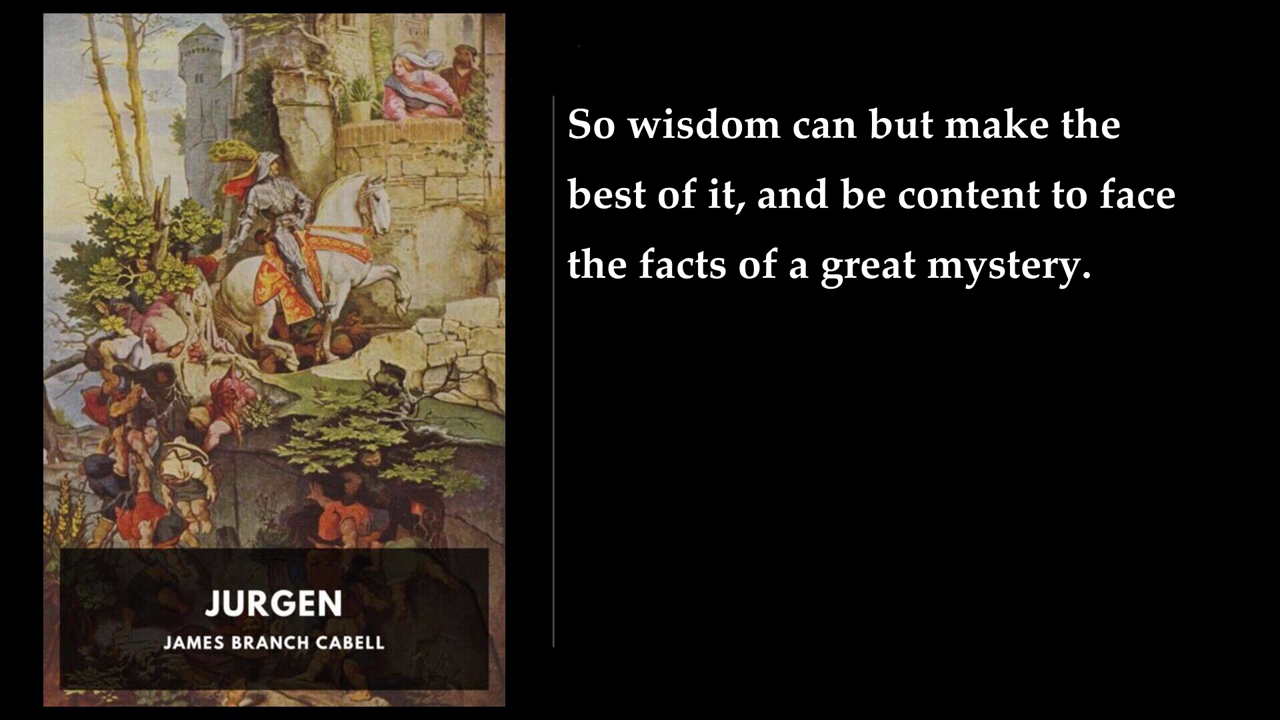 So wisdom can but make the
best of it, and be content to face
the facts of a great mystery.
JURGEN
JAMES BRANCH CABELL